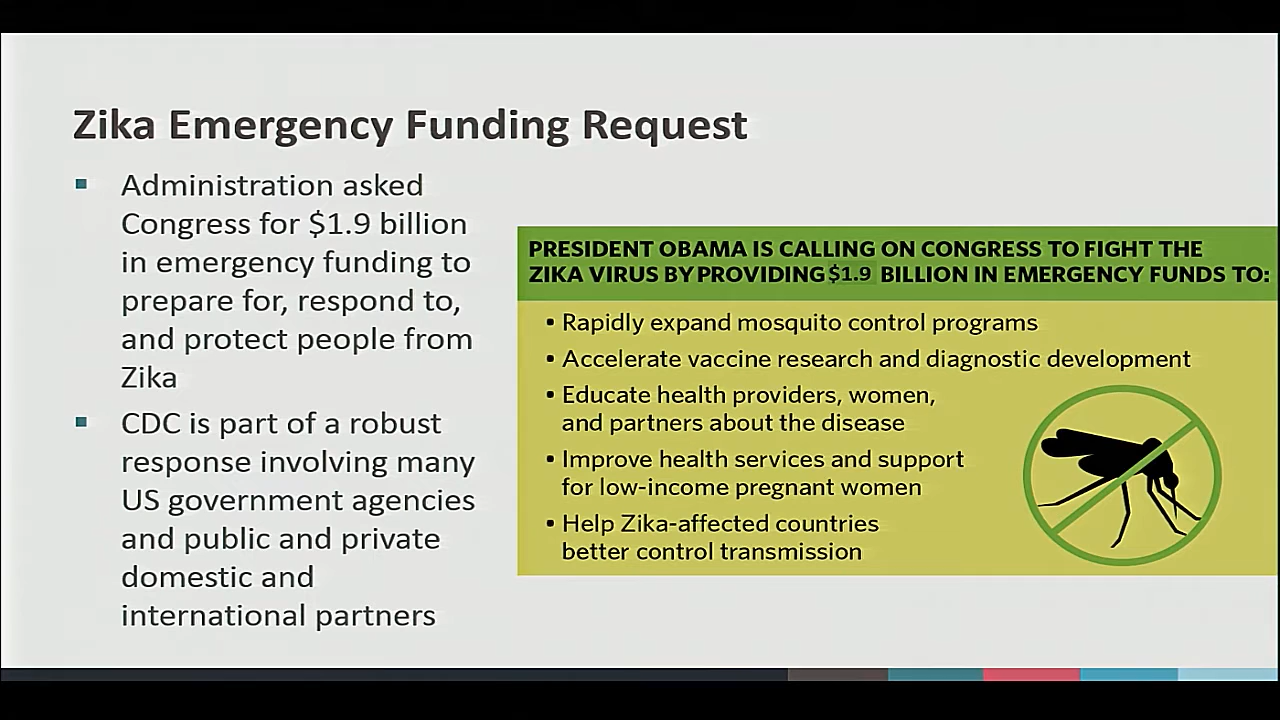 Zika Emergency Funding Request
▪ Administration asked
Congress for $1.9 billion
in emergency funding to
prepare for, respond to,
and protect people from
Zika
▪ CDC is part of a robust
response involving many
US government agencies
and public and private
domestic and
international partners
PRESIDENT OBAMA IS CALLING ON CONGRESS TO FIGHT THE
ZIKA VIRUS BY PROVIDING $1.9 BILLION IN EMERGENCY FUNDS TO:
• Rapidly expand mosquito control programs
• Accelerate vaccine research and diagnostic development
• Educate health providers, women,
and partners about the disease
• Improve health services and support
for low-income pregnant women
• Help Zika-affected countries
better control transmission